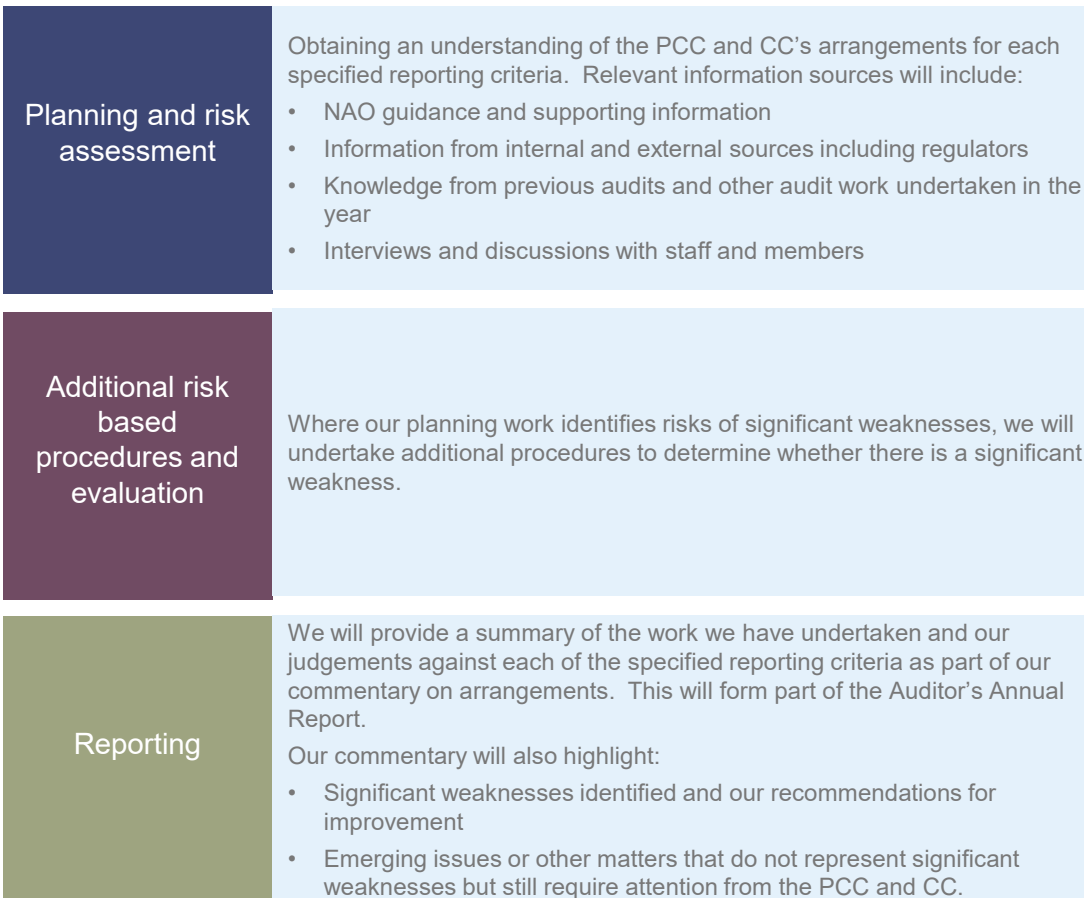 Planning and risk
assessment
Obtaining an understanding of the PCC and CC’s arrangements for each
specified reporting criteria.  Relevant information sources will include:
• NAO guidance and supporting information
• Information from internal and external sources including regulators
• Knowledge from previous audits and other audit work undertaken in the
year
• Interviews and discussions with staff and members
Additional risk
based
procedures and
evaluation
Where our planning work identifies risks of significant weaknesses, we will
undertake additional procedures to determine whether there is a significant
weakness.
Reporting
We will provide a summary of the work we have undertaken and our
judgements against each of the specified reporting criteria as part of our
commentary on arrangements.  This will form part of the Auditor’s Annual
Report.
Our commentary will also highlight:
• Significant weaknesses identified and our recommendations for
improvement
• Emerging issues or other matters that do not represent significant
weaknesses but still require attention from the PCC and CC.